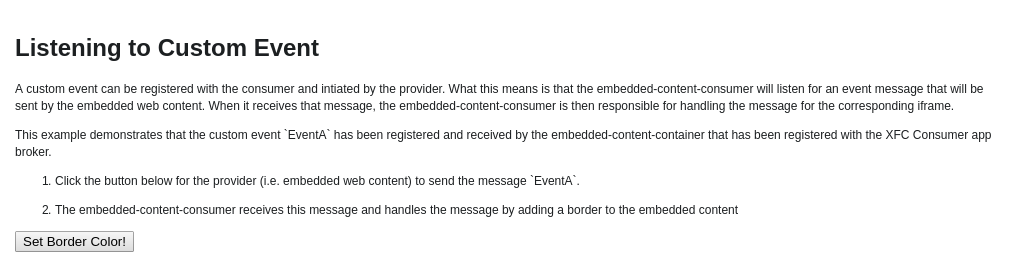 Listening to Custom Event
A custom event can be registered with the consumer and intiated by the provider. What this means is that the embedded-content-consumer will listen for an event message that will be
sent by the embedded web content. When it receives that message, the embedded-content-consumer is then responsible for handling the message for the corresponding iframe.
This example demonstrates that the custom event `EventA` has been registered and received by the embedded-content-container that has been registered with the XFC Consumer app
broker.
1. Click the button below for the provider (i.e. embedded web content) to send the message `EventA`.
2. The embedded-content-consumer receives this message and handles the message by adding a border to the embedded content
Set Border Color!